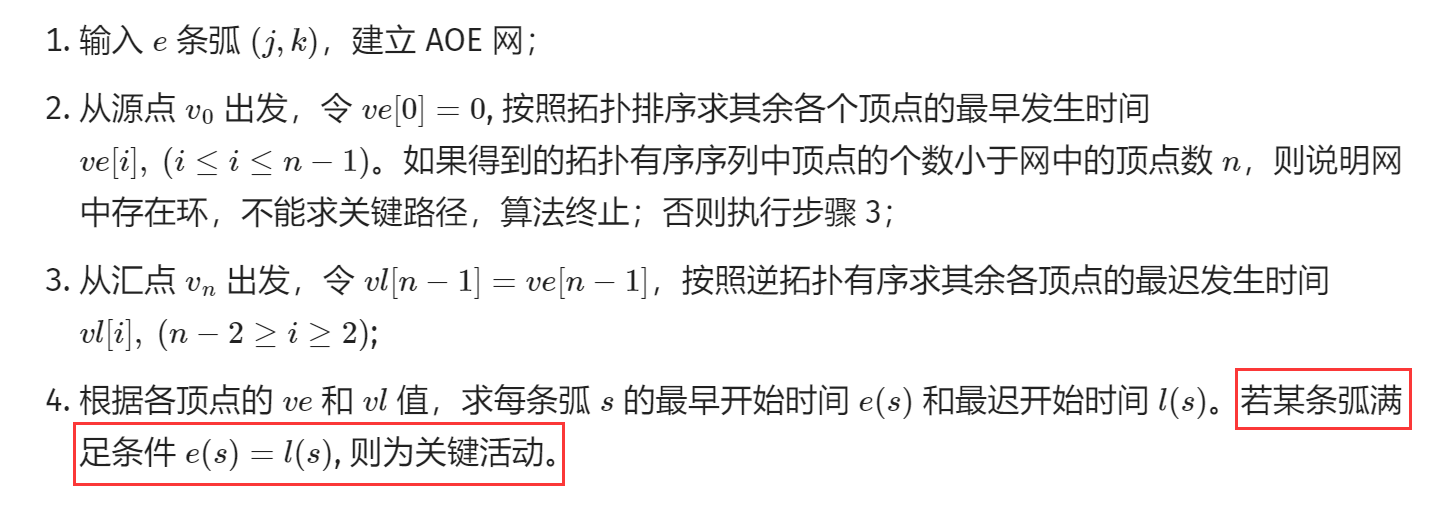 1. 输入 e 条弧 (j, k)，建立 AOE 网；
2. 从源点 v₀ 出发，令 ve[0] = 0, 按照拓扑排序求其余各个顶点的最早发生时间
ve[i], (i ≤ i ≤ n − 1)。如果得到的拓扑有序序列中顶点的个数小于网中的顶点数 n，则说明网
中存在环，不能求关键路径，算法终止；否则执行步骤 3；
3. 从汇点 vₙ 出发，令 vl[n − 1] = ve[n − 1]，按照逆拓扑有序求其余各顶点的最迟发生时间
vl[i], (n − 2 ≥ i ≥ 2);
4. 根据各顶点的 ve 和 vl 值，求每条弧 s 的最早开始时间 e(s) 和最迟开始时间 l(s)。若某条弧满
足条件 e(s) = l(s), 则为关键活动。